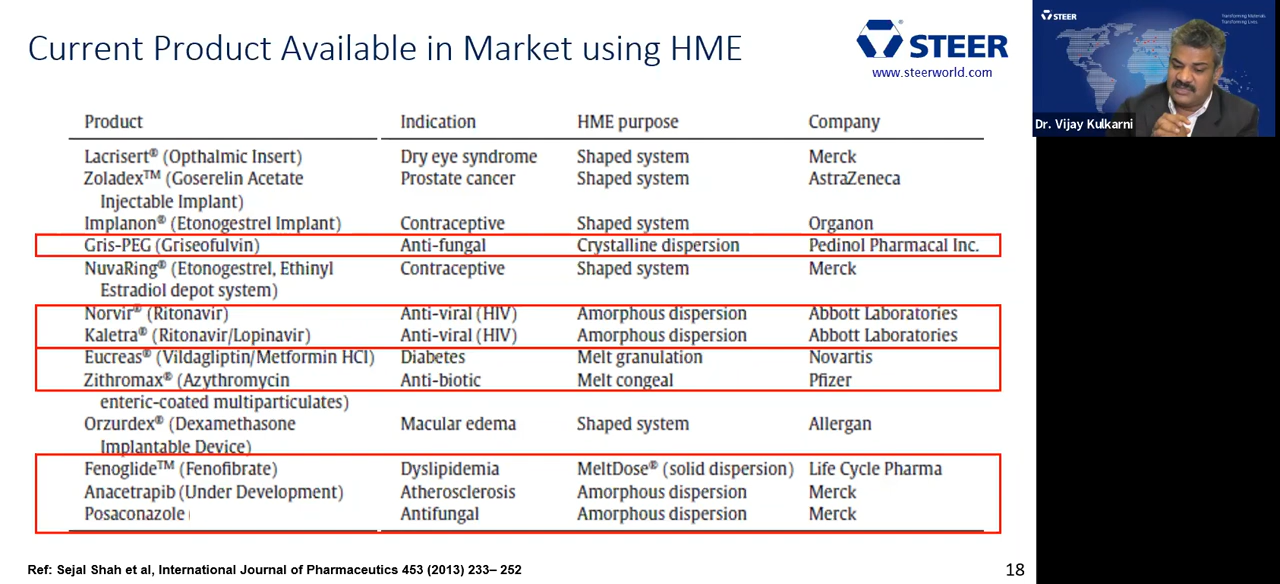 Current Product Available in Market using HME
STEER
www.steerworld.com
STEER
Transforming Materials
Transforming Lives
Dr. Vijay Kulkarni
Product Indication HME purpose Company
Lacrisert® (Opthalmic Insert) Dry eye syndrome Shaped system Merck
Zoladex™ (Goserelin Acetate Prostate cancer Shaped system AstraZeneca
Injectable Implant)
Implanon® (Etonogestrel Implant) Contraceptive Shaped system Organon
Gris-PEG (Griseofulvin) Anti-fungal Crystalline dispersion Pedinol Pharmacal Inc.
NuvaRing® (Etonogestrel, Ethinyl Contraceptive Shaped system Merck
Estradiol depot system)
Norvir® (Ritonavir) Anti-viral (HIV) Amorphous dispersion Abbott Laboratories
Kaletra® (Ritonavir/Lopinavir) Anti-viral (HIV) Amorphous dispersion Abbott Laboratories
Eucreas® (Vildagliptin/Metformin HCI) Diabetes Melt granulation Novartis
Zithromax® (Azythromycin Anti-biotic Melt congeal Pfizer
enteric-coated multiparticulates)
Orzurdex® (Dexamethasone Macular edema Shaped system Allergan
Implantable Device)
Fenoglide™ (Fenofibrate) Dyslipidemia MeltDose® (solid dispersion) Life Cycle Pharma
Anacetrapib (Under Development) Atherosclerosis Amorphous dispersion Merck
Posaconazole Antifungal Amorphous dispersion Merck
Ref: Sejal Shah et al, International Journal of Pharmaceutics 453 (2013) 233– 252
18